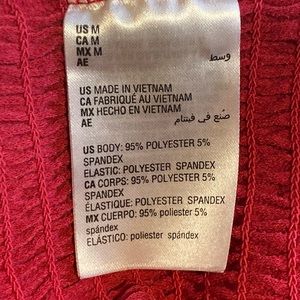 US M
CA M
MX M
AE وسط
US MADE IN VIETNAM
CA FABRIQUÉ AU VIETNAM
MX HECHO EN VIETNAM
AE صنع في فيتنام
US BODY: 95% POLYESTER 5%
SPANDEX
ELASTIC: POLYESTER SPANDEX
CA CORPS: 95% POLYESTER 5%
SPANDEX
ÉLASTIQUE: POLYESTER SPANDEX
MX CUERPO: 95% poliester 5%
spándex
ELÁSTICO: poliester spándex